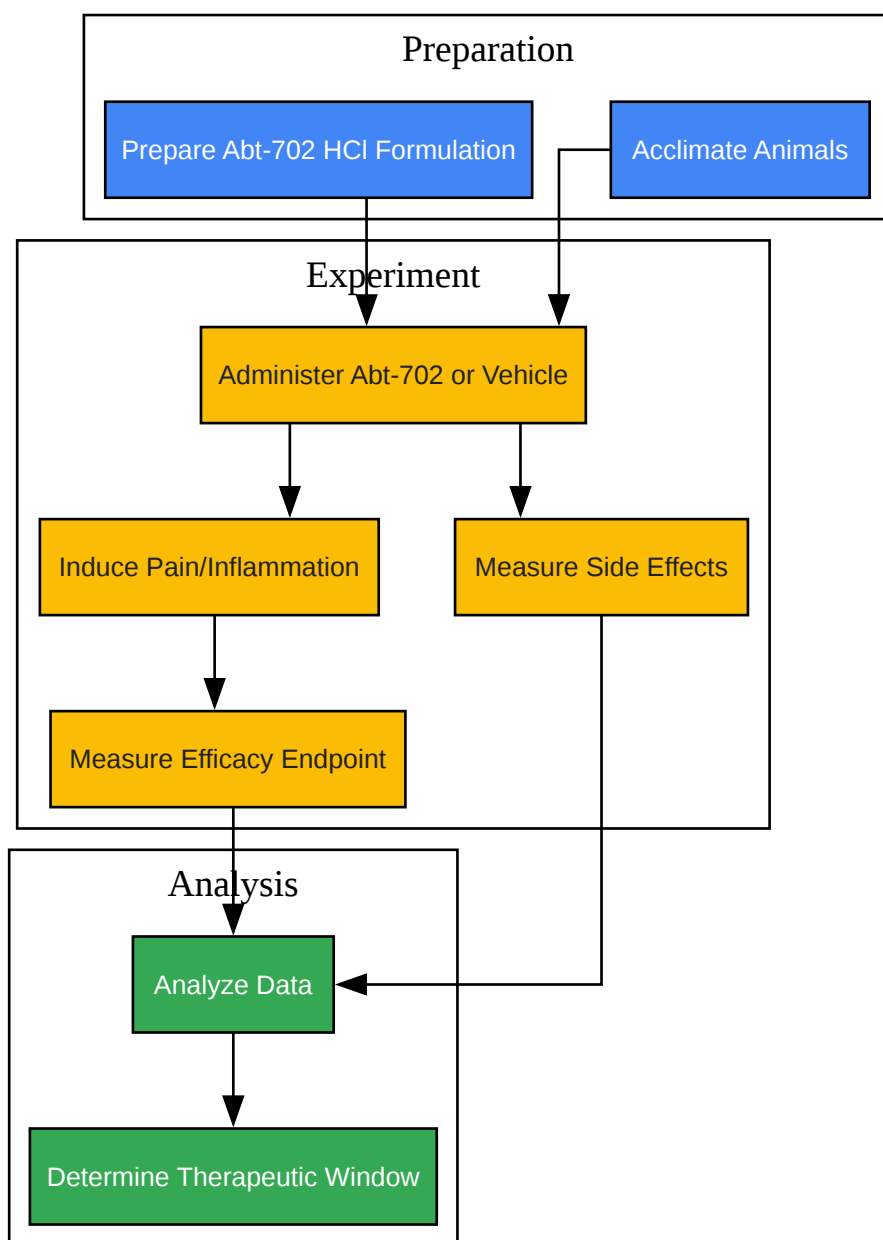 Preparation
Prepare Abt-702 HCl Formulation
Acclimate Animals
Experiment
Administer Abt-702 or Vehicle
Induce Pain/Inflammation
Measure Side Effects
Measure Efficacy Endpoint
Analysis
Analyze Data
Determine Therapeutic Window